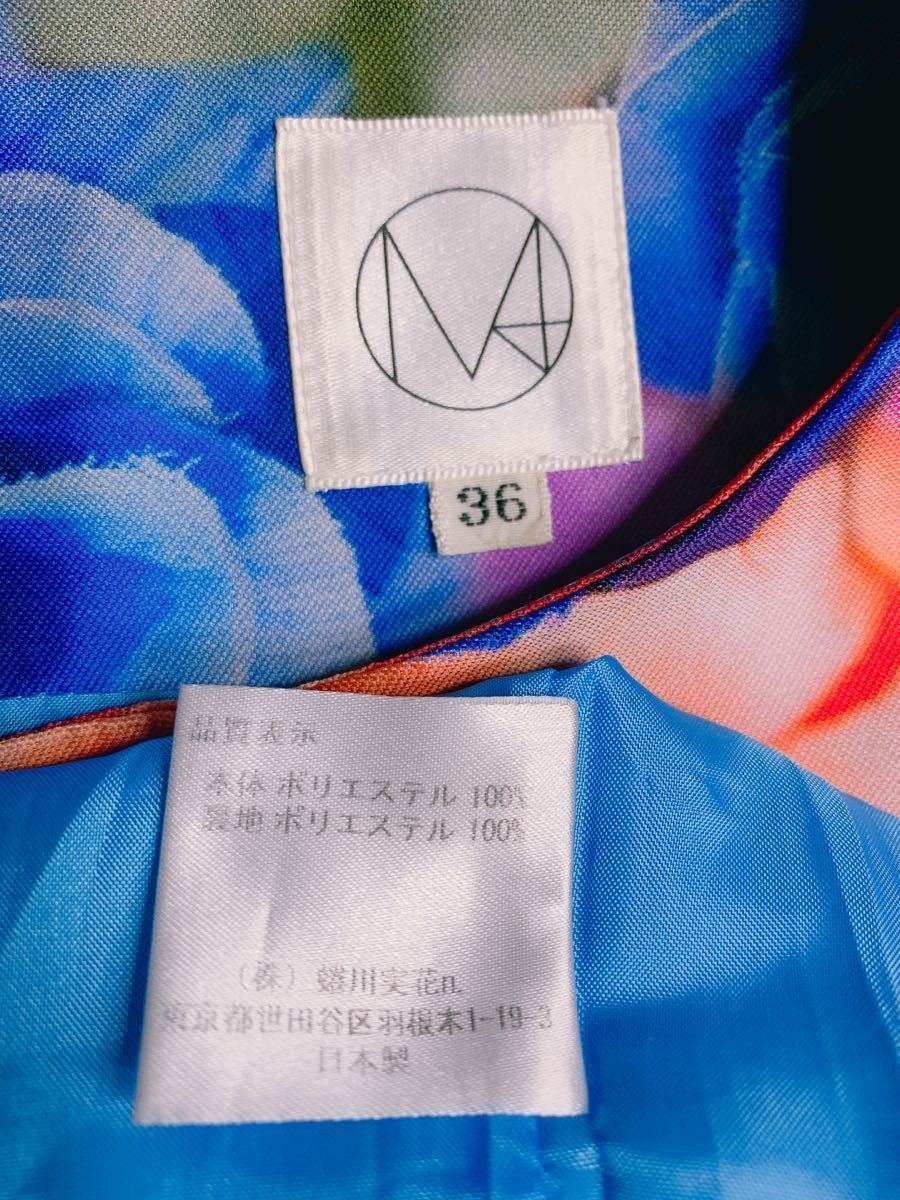 36
品質表示
本体 ポリエステル 100%
裏地 ポリエステル 100%
(株) 蜷川実花n.
東京都世田谷区羽根木1-19-3
日本製